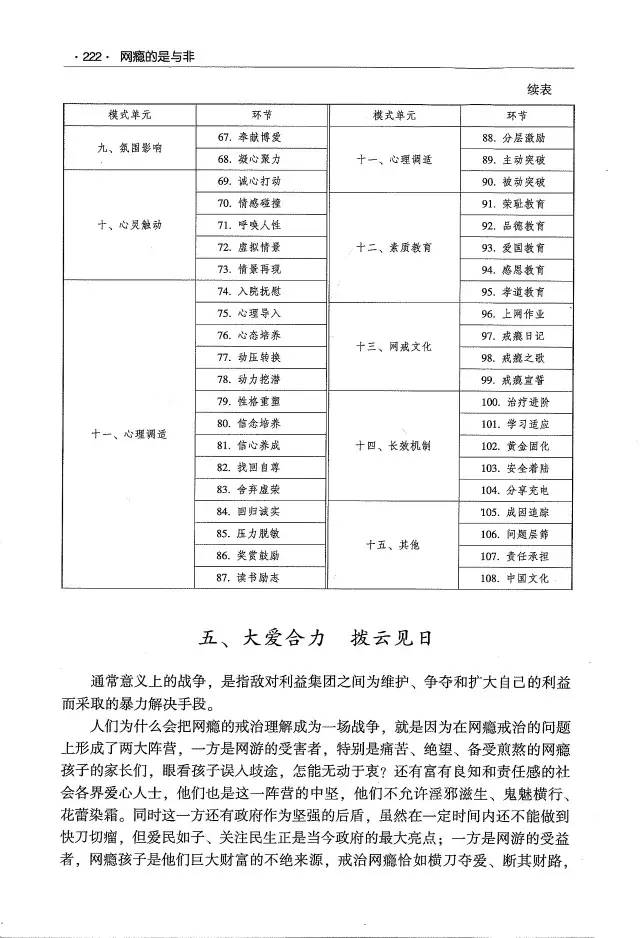 ·222· 网瘾的是与非
续表
模式单元 环节 模式单元 环节
九、氛围影响
67. 奉献博爱
68. 凝心聚力
十、心灵触动
69. 诚心打动
70. 情感碰撞
71. 呼唤人性
72. 虚拟情景
73. 情景再现
十一、心理调适
74. 入院抚慰
75. 心理导入
76. 心态培养
77. 动压转换
78. 动力挖潜
79. 性格重塑
80. 信念培养
81. 信心养成
82. 找回自尊
83. 舍弃虚荣
84. 回归诚实
85. 压力脱敏
86. 奖赏鼓励
87. 读书励志
十一、心理调适
88. 分层激励
89. 主动突破
90. 被动突破
十二、素质教育
91. 荣耻教育
92. 品德教育
93. 爱国教育
94. 感恩教育
95. 孝道教育
十三、网戒文化
96. 上网作业
97. 戒瘾日记
98. 戒瘾之歌
99. 戒瘾宣誓
十四、长效机制
100. 治疗进阶
101. 学习适应
102. 黄金固化
103. 安全着陆
104. 分享充电
十五、其他
105. 成因追踪
106. 问题层筛
107. 责任承担
108. 中国文化
五、大爱合力 拨云见日
通常意义上的战争，是指敌对利益集团之间为维护、争夺和扩大自己的利益
而采取的暴力解决手段。
人们为什么会把网瘾的戒治理解成为一场战争，就是因为在网瘾戒治的问题
上形成了两大阵营，一方是网游的受害者，特别是痛苦、绝望、备受煎熬的网瘾
孩子的家长们，眼看孩子误入歧途，怎能无动于衷？还有富有良知和责任感的社
会各界爱心人士，他们也是这一阵营的中坚，他们不允许淫邪滋生、鬼魅横行、
花蕾染霜。同时这一方还有政府作为坚强的后盾，虽然在一定时间内还不能做到
快刀切瘤，但爱民如子、关注民生正是当今政府的最大亮点；一方是网游的受益
者，网瘾孩子是他们巨大财富的不绝来源，戒治网瘾恰如横刀夺爱、断其财路，